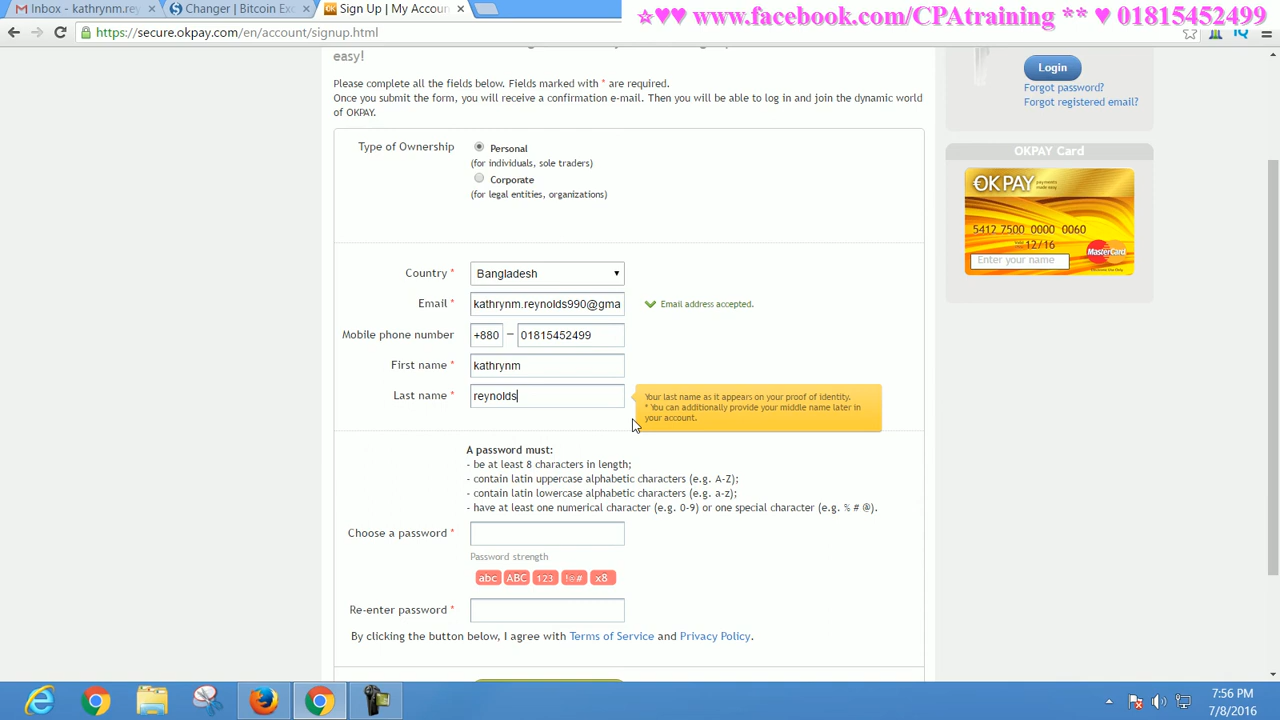 Inbox - kathrynm.rey
Changer | Bitcoin Exc
Sign Up | My Accoun
☆♥♥ www.facebook.com/CPAtraining ** ♥ 01815452499
https://secure.okpay.com/en/account/signup.html
easy!
Please complete all the fields below. Fields marked with * are required.
Once you submit the form, you will receive a confirmation e-mail. Then you will be able to log in and join the dynamic world
of OKPAY.
Type of Ownership
Personal
(for individuals, sole traders)
Corporate
(for legal entities, organizations)
Country * Bangladesh
Email * kathrynm.reynolds990@gma
Email address accepted.
Mobile phone number +880 – 01815452499
First name * kathrynm
Last name * reynolds
Your last name as it appears on your proof of identity.
* You can additionally provide your middle name later in
your account.
A password must:
- be at least 8 characters in length;
- contain latin uppercase alphabetic characters (e.g. A-Z);
- contain latin lowercase alphabetic characters (e.g. a-z);
- have at least one numerical character (e.g. 0-9) or one special character (e.g. % # @).
Choose a password *
Password strength
abc ABC 123 !@# x8
Re-enter password *
By clicking the button below, I agree with Terms of Service and Privacy Policy.
Login
Forgot password?
Forgot registered email?
OKPAY Card
OKPAY payments made easy
5412 7500 0000 0060
12/16
Enter your name
MasterCard
7:56 PM
7/8/2016